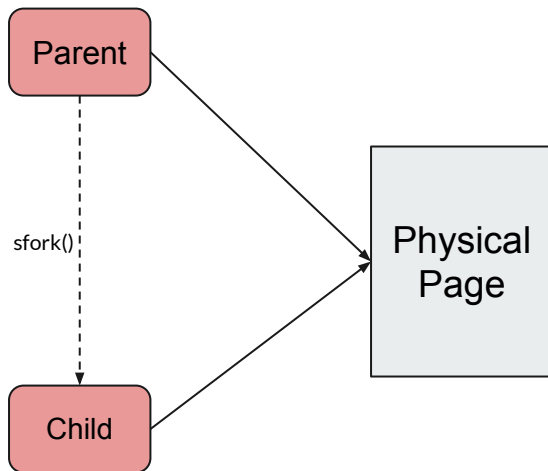 Parent
sfork()
Physical
Page
Child